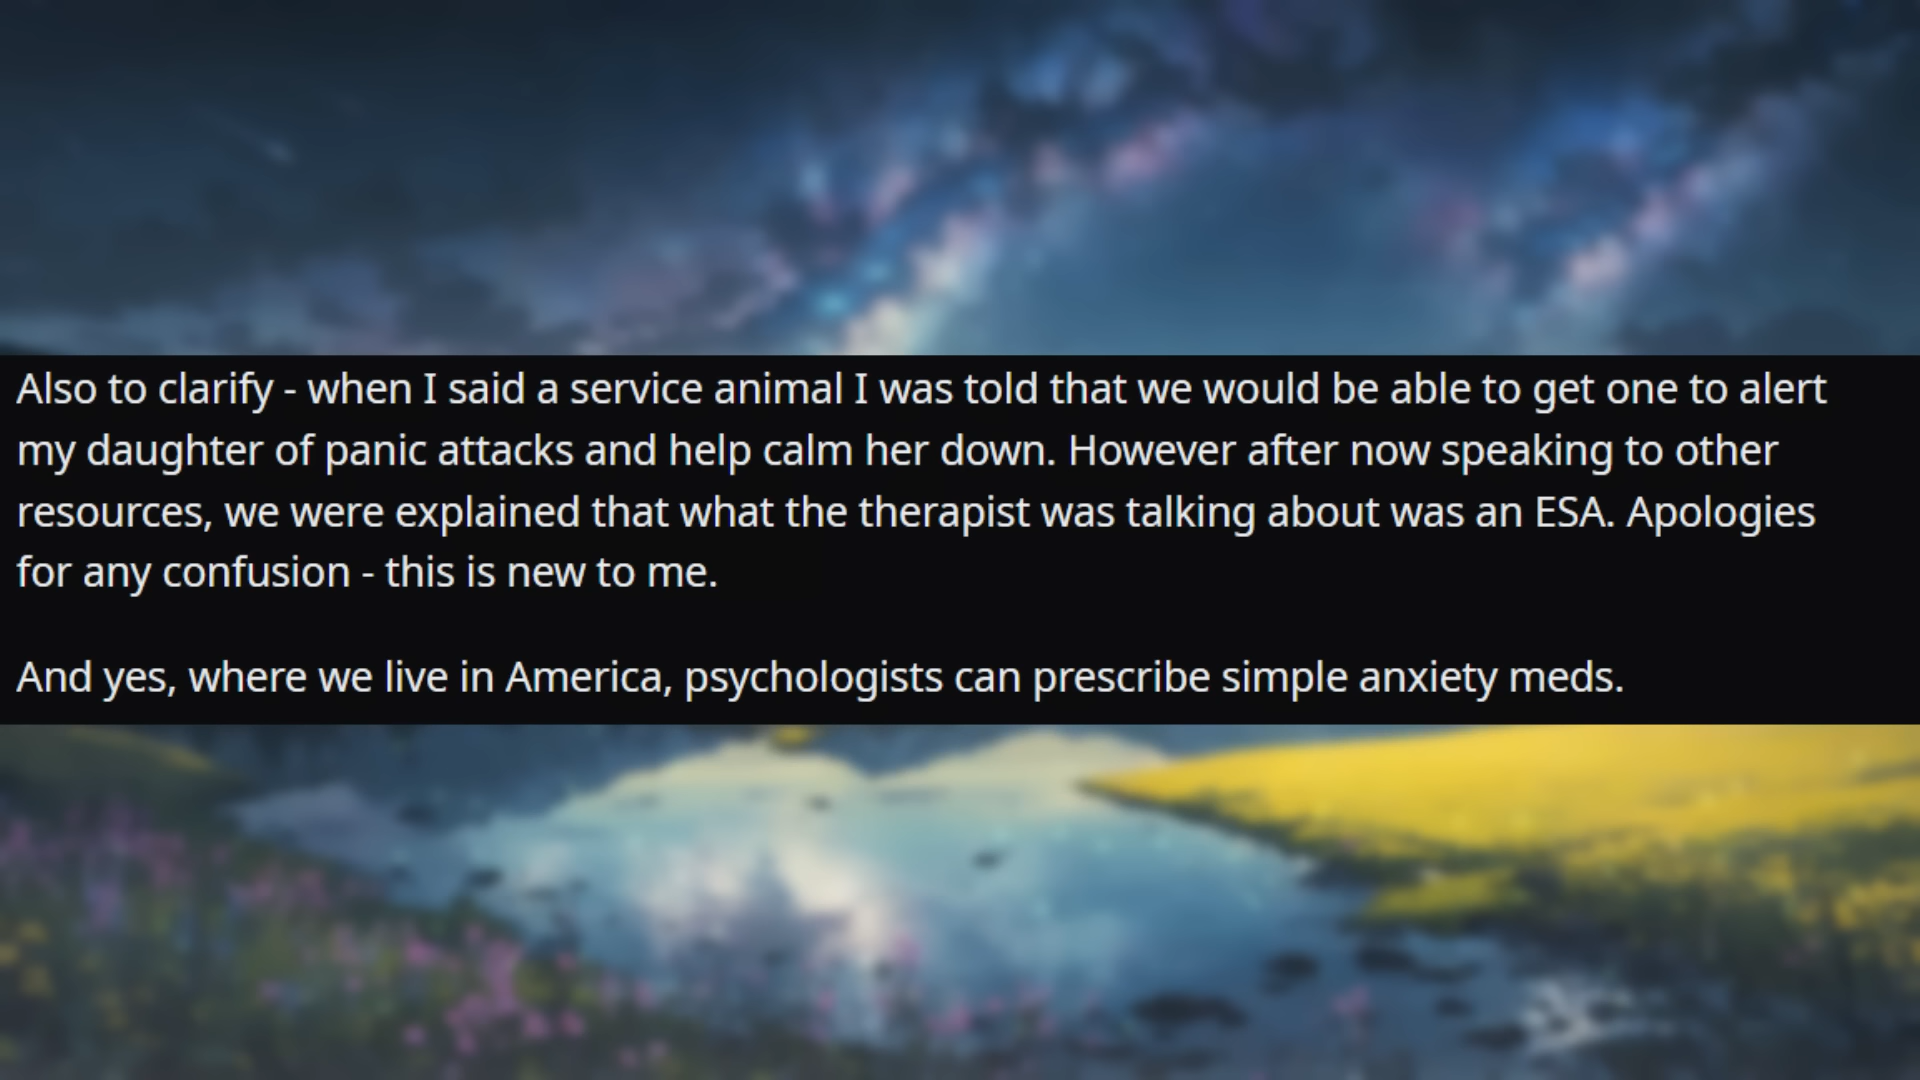 Also to clarify - when I said a service animal I was told that we would be able to get one to alert
my daughter of panic attacks and help calm her down. However after now speaking to other
resources, we were explained that what the therapist was talking about was an ESA. Apologies
for any confusion - this is new to me.
And yes, where we live in America, psychologists can prescribe simple anxiety meds.